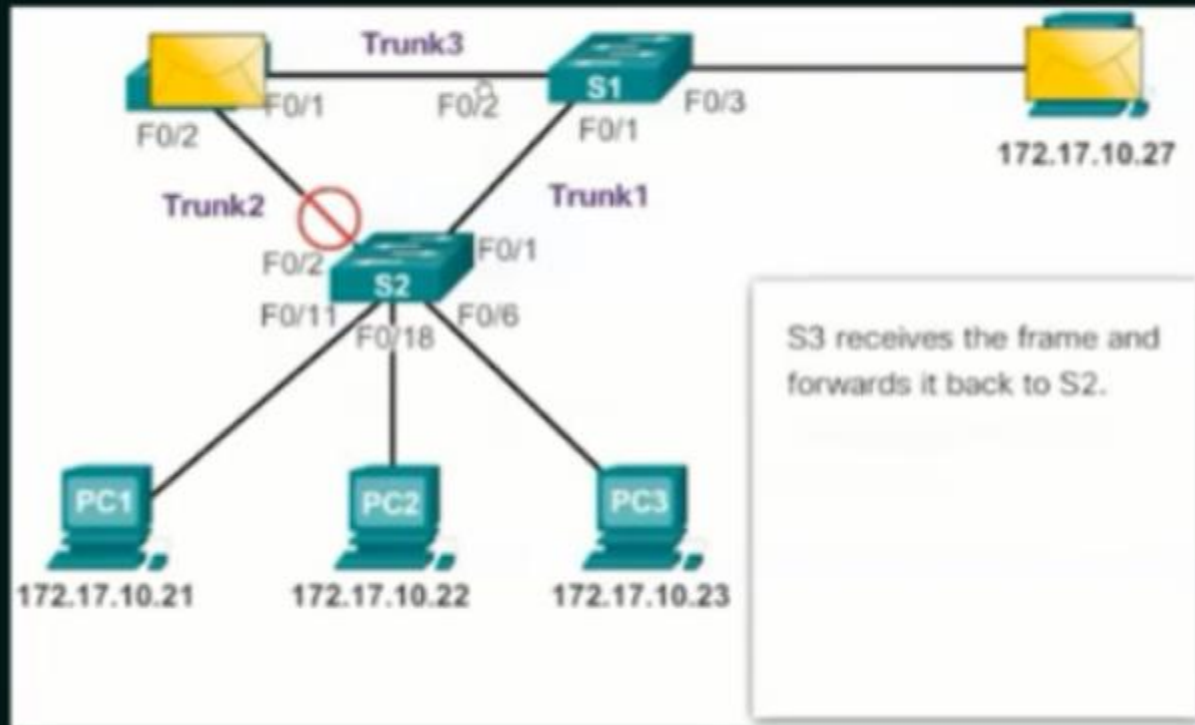 Trunk3
S1
F0/1
F0/2
F0/3
F0/2
F0/1
172.17.10.27
Trunk2
Trunk1
F0/2
F0/1
S2
F0/11
F0/18
F0/6
S3 receives the frame and
forwards it back to S2.
PC1
PC2
PC3
172.17.10.21
172.17.10.22
172.17.10.23